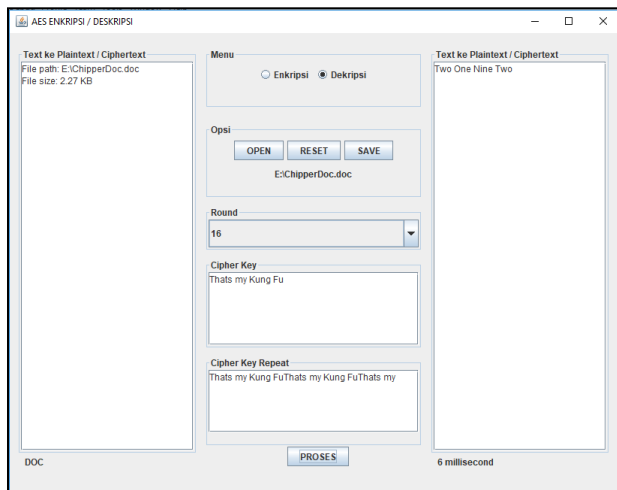 AES ENKRIPSI / DESKRIPSI
Text ke Plaintext / Ciphertext
File path: E:\ChipperDoc.doc
File size: 2.27 KB
DOC
Menu
Enkripsi Dekripsi
Opsi
OPEN RESET SAVE
E:\ChipperDoc.doc
Round
16
Cipher Key
Thats my Kung Fu
Cipher Key Repeat
Thats my Kung FuThats my Kung FuThats my
PROSES
Text ke Plaintext / Ciphertext
Two One Nine Two
6 millisecond